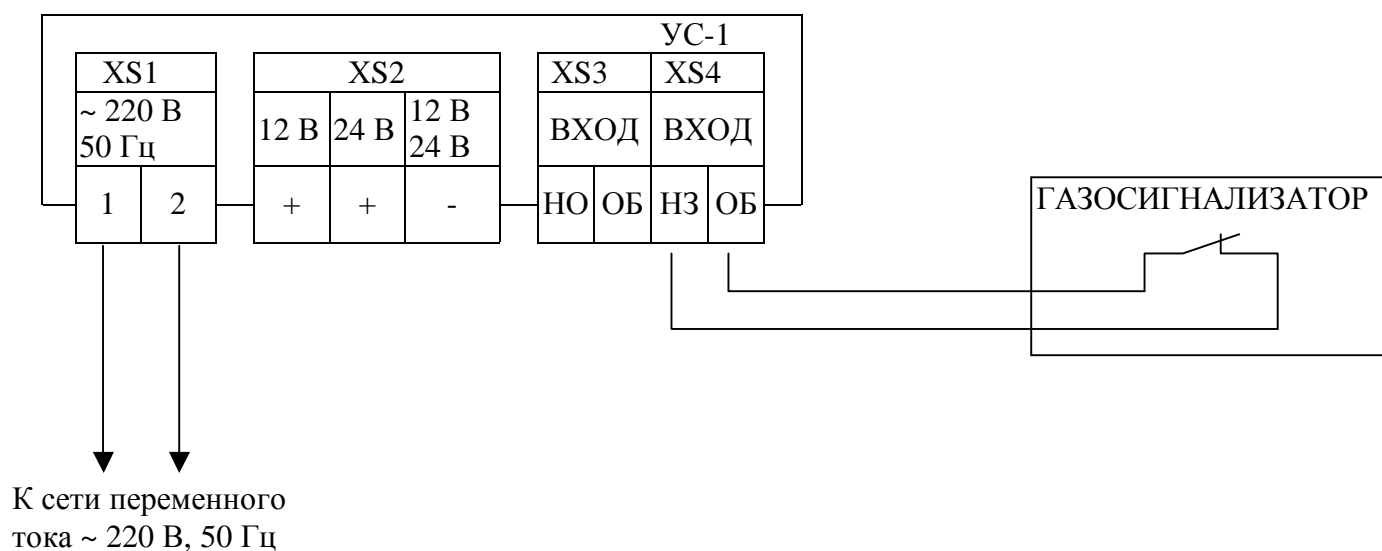 УС-1
XS1 XS2 XS3 XS4
~ 220 В
50 Гц
12 В 24 В 12 В
24 В
ВХОД ВХОД
1 2 + + - НО ОБ НЗ ОБ
ГАЗОСИГНАЛИЗАТОР
К сети переменного
тока ~ 220 В, 50 Гц